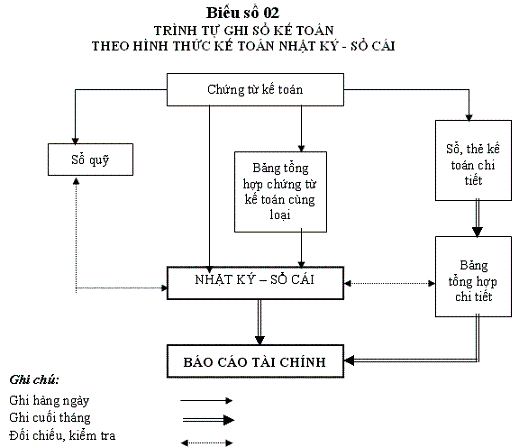 Biểu số 02
TRÌNH TỰ GHI SỔ KẾ TOÁN
THEO HÌNH THỨC KẾ TOÁN NHẬT KÝ - SỔ CÁI
Chứng từ kế toán
Sổ quỹ
Bảng tổng
hợp chứng từ
kế toán cùng
loại
Sổ, thẻ kế
toán chi
tiết
NHẬT KÝ – SỔ CÁI
Bảng
tổng hợp
chi tiết
BÁO CÁO TÀI CHÍNH
Ghi chú:
Ghi hàng ngày
Ghi cuối tháng
Đối chiếu, kiểm tra